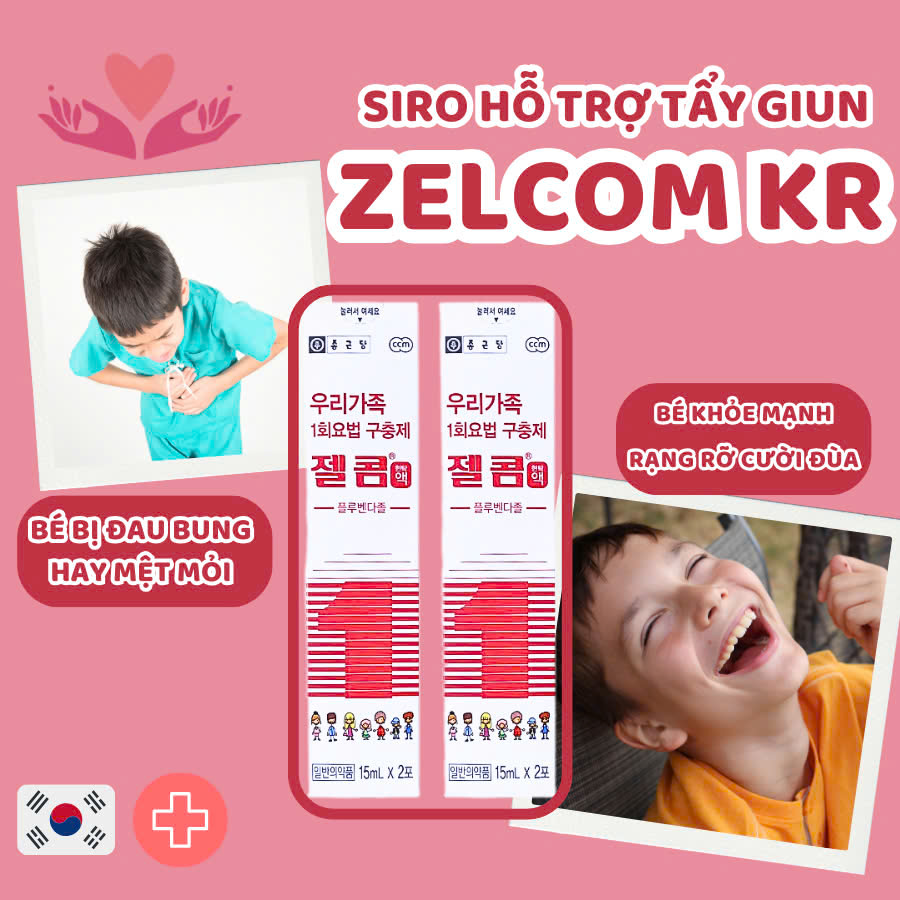 SIRO HỖ TRỢ TẨY GIUN
ZELCOM KR
눌러서 여세요
종근당
ccm
우리가족
1회요법 구충제
젤콤® 현탁액
플루벤다졸
1
일반의약품 15mL X 2포
눌러서 여세요
종근당
ccm
우리가족
1회요법 구충제
젤콤® 현탁액
플루벤다졸
1
일반의약품 15mL X 2포
BÉ BỊ ĐAU BUNG
HAY MỆT MỎI
BÉ KHỎE MẠNH
RẠNG RỠ CƯỜI ĐÙA